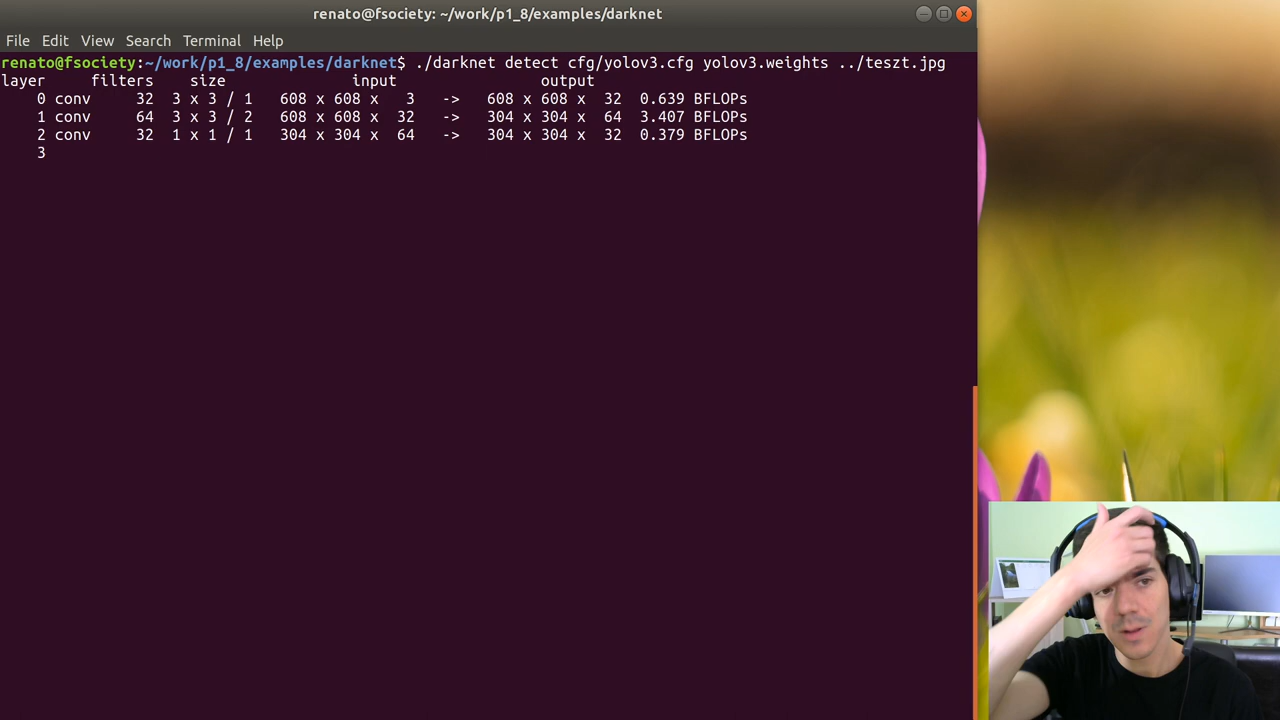 renato@fsociety: ~/work/p1_8/examples/darknet
File Edit View Search Terminal Help
renato@fsociety:~/work/p1_8/examples/darknet$ ./darknet detect cfg/yolov3.cfg yolov3.weights ../teszt.jpg
layer filters size input output
0 conv 32 3 x 3 / 1 608 x 608 x 3 -> 608 x 608 x 32 0.639 BFLOPs
1 conv 64 3 x 3 / 2 608 x 608 x 32 -> 304 x 304 x 64 3.407 BFLOPs
2 conv 32 1 x 1 / 1 304 x 304 x 64 -> 304 x 304 x 32 0.379 BFLOPs
3